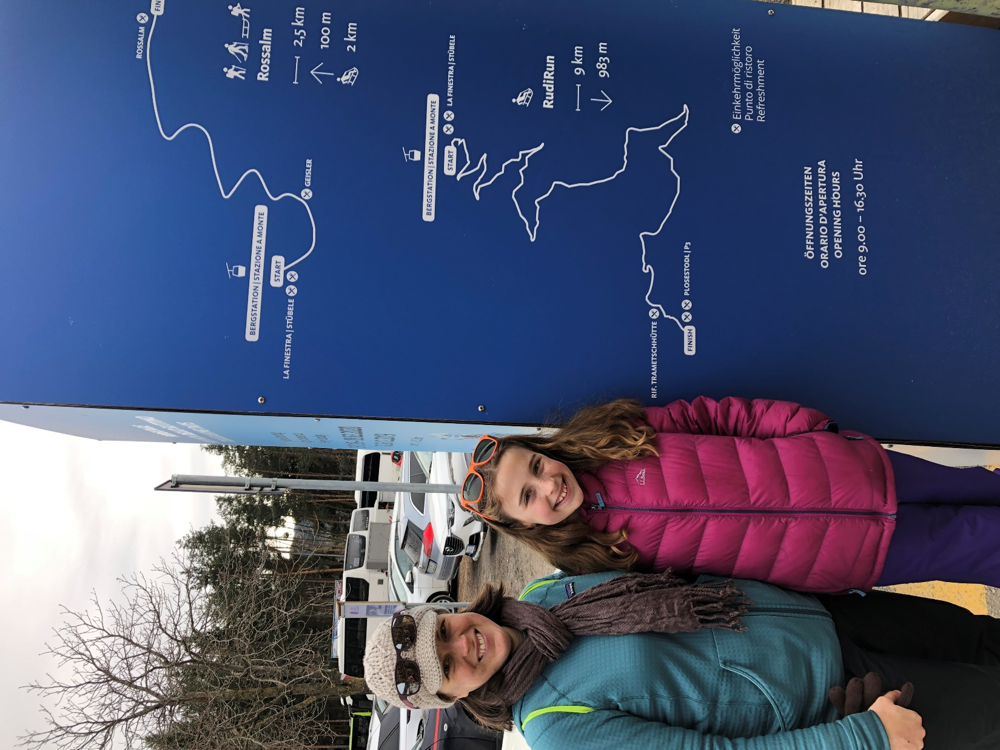 ROSSALM
FIN
Rossalm
2,5 km
100 m
2 km
GEISLER
BERGSTATION | STAZIONE A MONTE
START
LA FINESTRA | STÜBELE
BERGSTATION | STAZIONE A MONTE
LA FINESTRA | STÜBELE
START
RudiRun
9 km
983 m
RIF. TRAMETSCHHÜTTE
PLOSESTODL | P3
FINISH
Einkehrmöglichkeit
Punto di ristoro
Refreshment
ÖFFNUNGSZEITEN
ORARIO D'APERTURA
OPENING HOURS
ore 9.00 – 16.30 Uhr
L.L.Bean